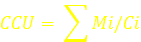 CCU = ∑ Mi/Ci